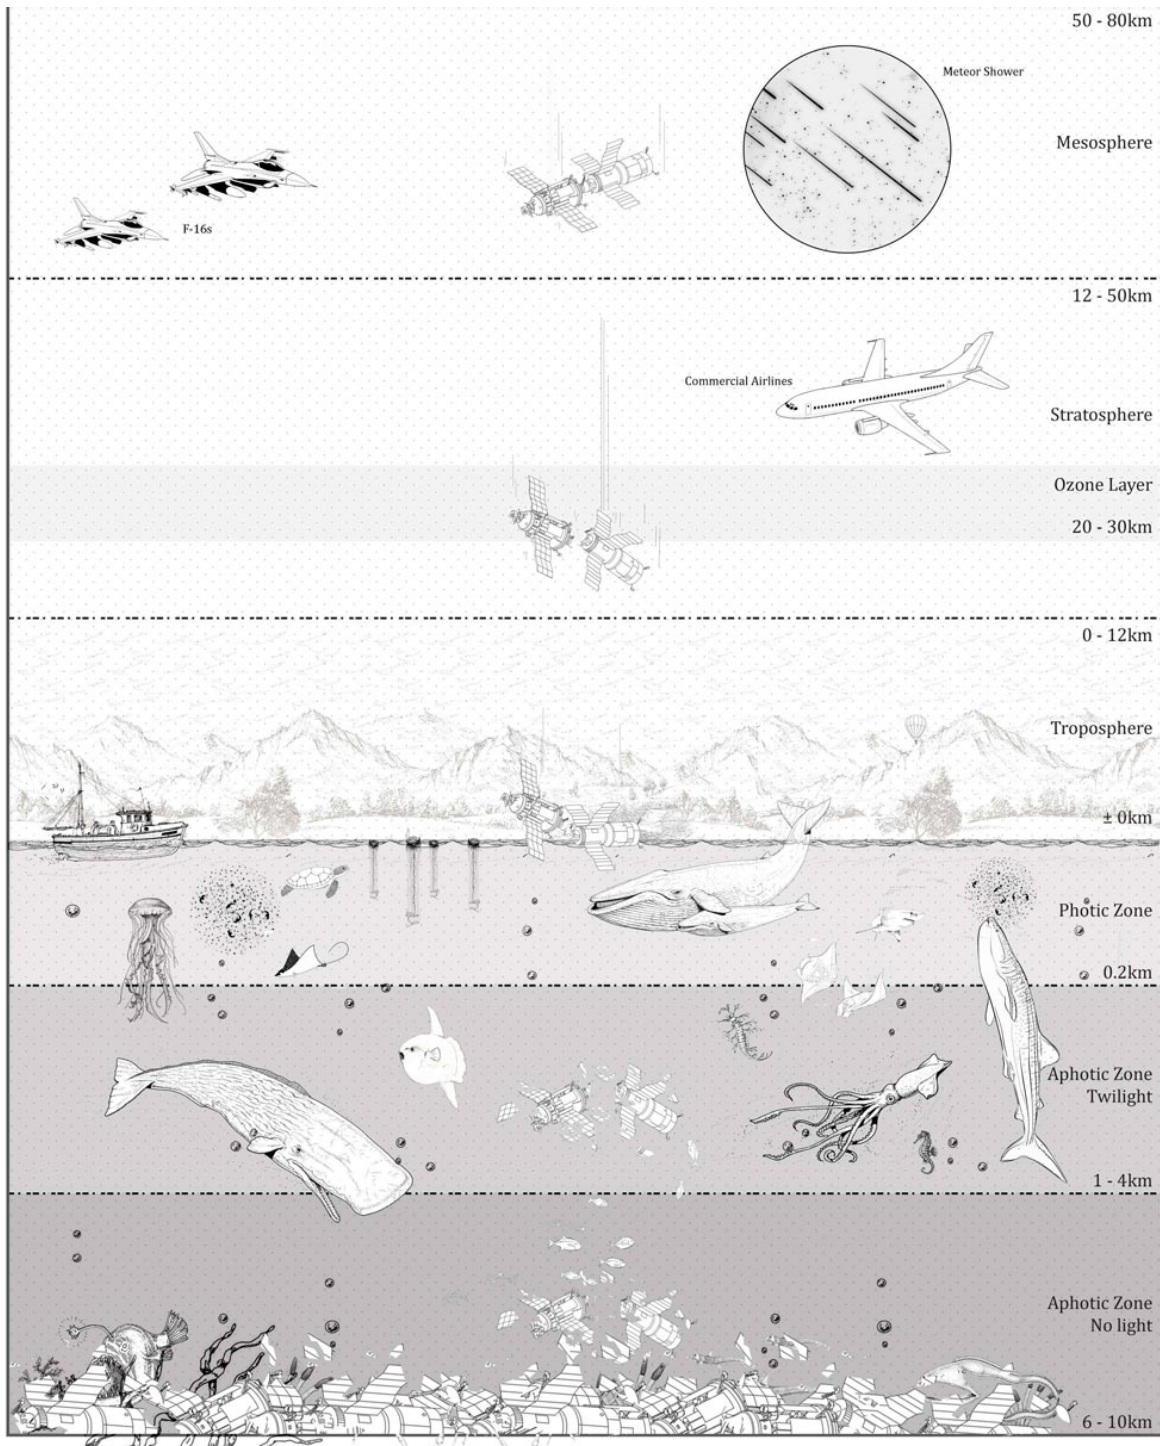 50 - 80km
Meteor Shower
Mesosphere
F-16s
12 - 50km
Commercial Airlines
Stratosphere
Ozone Layer
20 - 30km
0 - 12km
Troposphere
± 0km
Photic Zone
0.2km
Aphotic Zone
Twilight
1 - 4km
Aphotic Zone
No light
6 - 10km